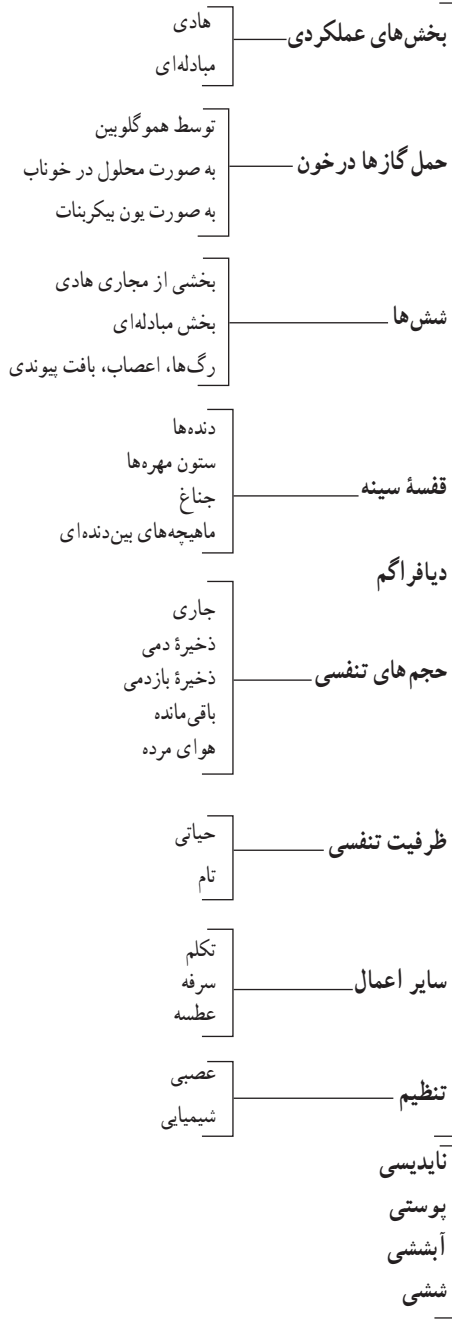 بخش‌های عملکردی
هادی
مبادله‌ای
حمل گازها در خون
توسط هموگلوبین
به صورت محلول در خوناب
به صورت یون بیکربنات
شش‌ها
بخشی از مجاری هادی
بخش مبادله‌ای
رگ‌ها، اعصاب، بافت پیوندی
قفسهٔ سینه
دنده‌ها
ستون مهره‌ها
جناغ
ماهیچه‌های بین‌دنده‌ای
دیافراگم
حجم‌های تنفسی
جاری
ذخیرهٔ دمی
ذخیرهٔ بازدمی
باقی‌مانده
هوای مرده
ظرفیت تنفسی
حیاتی
تام
سایر اعمال
تکلم
سرفه
عطسه
تنظیم
عصبی
شیمیایی
نایدیسی
پوستی
آبششی
ششی